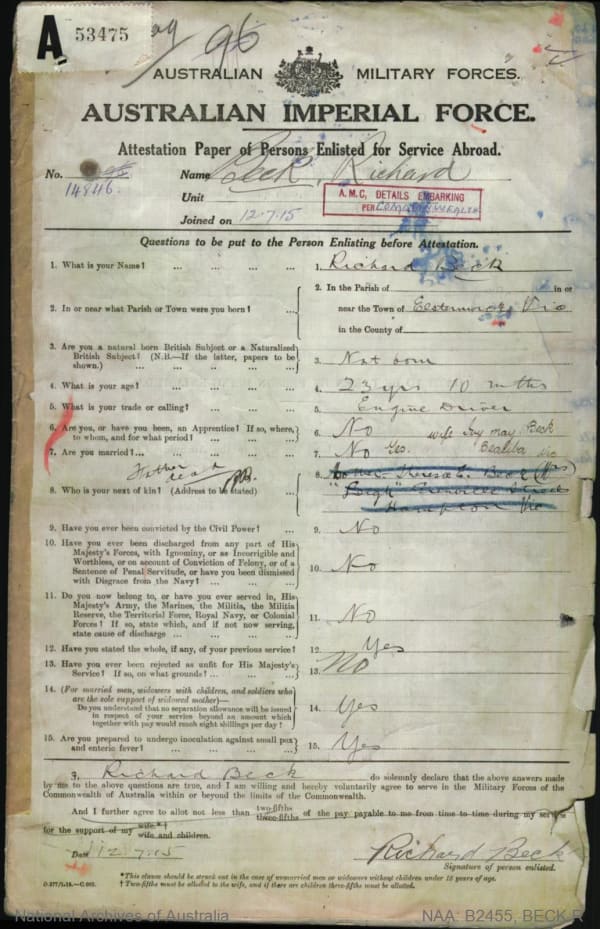 A 53475
96
AUSTRALIAN MILITARY FORCES.
AUSTRALIAN IMPERIAL FORCE.
Attestation Paper of Persons Enlisted for Service Abroad.
No. 14846. Name Beck, Richard
Unit A.M.C. DETAILS EMBARKING
PER COMMONWEALTH
Joined on 12.7.15
Questions to be put to the Person Enlisting before Attestation.
1. What is your Name? ... ... ... ... 1. Richard Beck
2. In or near what Parish or Town were you born? ... 2. In the Parish of in or
near the Town of Elsternwick, Vic
in the County of
3. Are you a natural born British Subject or a Naturalized
British Subject? (N.B.—If the latter, papers to be
shown.) ... ... ... ... 3. Nat born
4. What is your age? ... ... ... ... 4. 23 yrs 10 mths
5. What is your trade or calling? ... ... ... 5. Engine Driver
6. Are you, or have you been, an Apprentice? If so, where,
to whom, and for what period? ... ... 6. No wife Ivy may Beck
7. Are you married?... ... ... ... 7. No Yes. Bealiba Vic
Father dead
8. Who is your next of kin? (Address to be stated) ... 8. Mother Theresa E. Beck (Mrs)
Hampton Vic
9. Have you ever been convicted by the Civil Power? ... 9. No
10. Have you ever been discharged from any part of His
Majesty's Forces, with Ignominy, or as Incorrigible and
Worthless, or on account of Conviction of Felony, or of a
Sentence of Penal Servitude, or have you been dismissed
with Disgrace from the Navy? ... ... ... 10. No
11. Do you now belong to, or have you ever served in, His
Majesty's Army, the Marines, the Militia, the Militia
Reserve, the Territorial Force, Royal Navy, or Colonial
Forces? If so, state which, and if not now serving,
state cause of discharge ... ... ... 11. No
12. Have you stated the whole, if any, of your previous service? 12. Yes
13. Have you ever been rejected as unfit for His Majesty's
Service? If so, on what grounds? ... ... 13. No
14. (For married men, widowers with children, and soldiers who
are the sole support of widowed mother)—
Do you understand that no separation allowance will be issued
in respect of your service beyond an amount which
together with pay would reach eight shillings per day? 14. Yes
15. Are you prepared to undergo inoculation against small pox
and enteric fever? ... ... ... ... 15. Yes
I, Richard Beck do solemnly declare that the above answers made
by me to the above questions are true, and I am willing and hereby voluntarily agree to serve in the Military Forces of the
Commonwealth of Australia within or beyond the limits of the Commonwealth.
And I further agree to allot not less than two-fifths three-fifths of the pay payable to me from time to time during my service
for the support of my wife.*†
wife and children.
Date 12.7.15 Richard Beck
Signature of person enlisted.
*This clause should be struck out in the case of unmarried men or widowers without children under 18 years of age.
† Two-fifths must be allotted to the wife, and if there are children three-fifths must be allotted.
National Archives of Australia NAA: B2455, BECK R